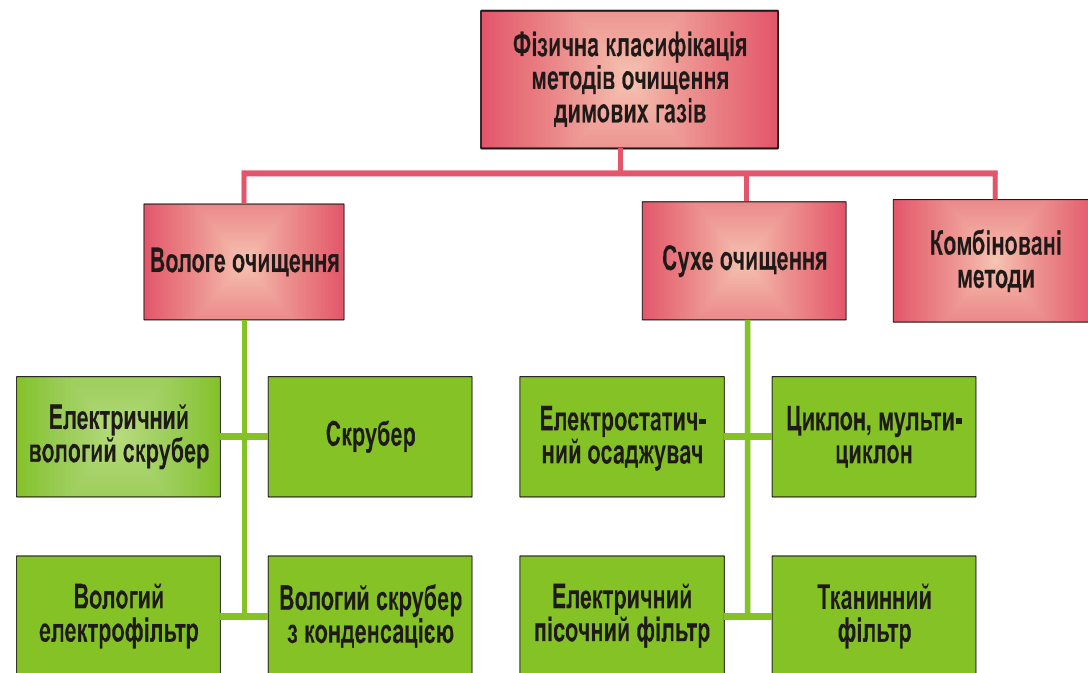 Фізична класифікація
методів очищення
димових газів
Вологе очищення
Сухе очищення
Комбіновані
методи
Електричний
вологий скрубер
Скрубер
Електростатич-
ний осаджувач
Циклон, мульти-
циклон
Вологий
електрофільтр
Вологий скрубер
з конденсацією
Електричний
пісочний фільтр
Тканинний
фільтр